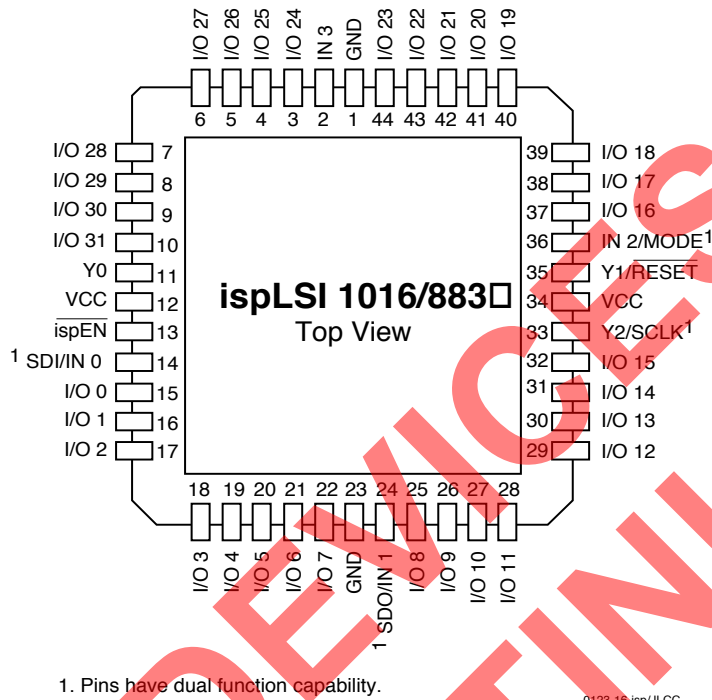 I/O 27
I/O 26
I/O 25
I/O 24
IN 3
GND
I/O 23
I/O 22
I/O 21
I/O 20
I/O 19
6 5 4 3 2 1 44 43 42 41 40
I/O 28 7
I/O 29 8
I/O 30 9
I/O 31 10
Y0 11
VCC 12
ispEN 13
1 SDI/IN 0 14
I/O 0 15
I/O 1 16
I/O 2 17
ispLSI 1016/883□
Top View
39 I/O 18
38 I/O 17
37 I/O 16
36 IN 2/MODE1
35 Y1/RESET
34 VCC
33 Y2/SCLK1
32 I/O 15
31 I/O 14
30 I/O 13
29 I/O 12
18 19 20 21 22 23 24 25 26 27 28
I/O 3
I/O 4
I/O 5
I/O 6
I/O 7
GND
1 SDO/IN 1
I/O 8
I/O 9
I/O 10
I/O 11
1. Pins have dual function capability.
0123-16-isp/JLCC
DEVICES